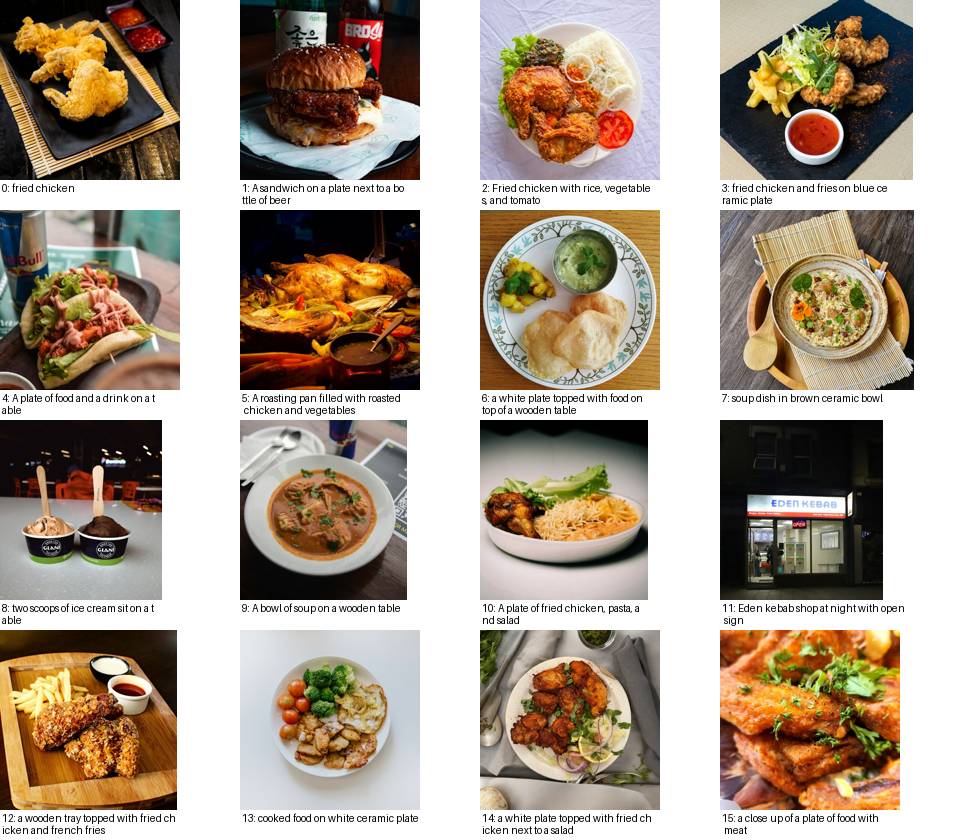 좋은
BROS
0: fried chicken
1: A sandwich on a plate next to a bo
ttle of beer
2: Fried chicken with rice, vegetable
s, and tomato
3: fried chicken and fries on blue ce
ramic plate
Bull
4: A plate of food and a drink on a t
able
5: A roasting pan filled with roasted
chicken and vegetables
6: a white plate topped with food on
top of a wooden table
7: soup dish in brown ceramic bowl
GIANI
GIANI
EDEN KEBAB
OPEN
8: two scoops of ice cream sit on a t
able
9: A bowl of soup on a wooden table
10: A plate of fried chicken, pasta, a
nd salad
11: Eden kebab shop at night with open
sign
12: a wooden tray topped with fried ch
icken and french fries
13: cooked food on white ceramic plate
14: a white plate topped with fried ch
icken next to a salad
15: a close up of a plate of food with
meat